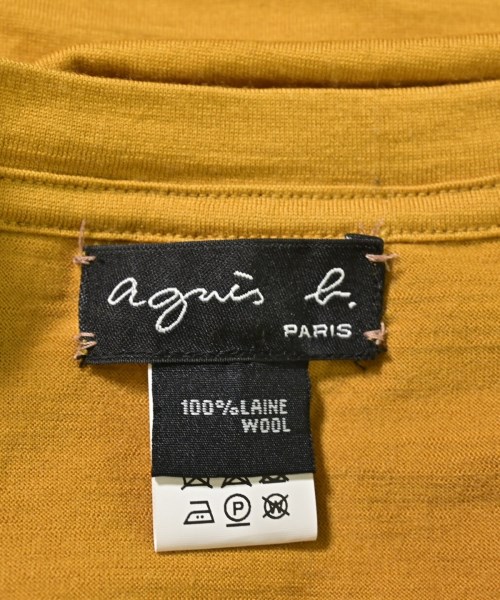 agnès b.
PARIS
100%LAINE
WOOL
P W